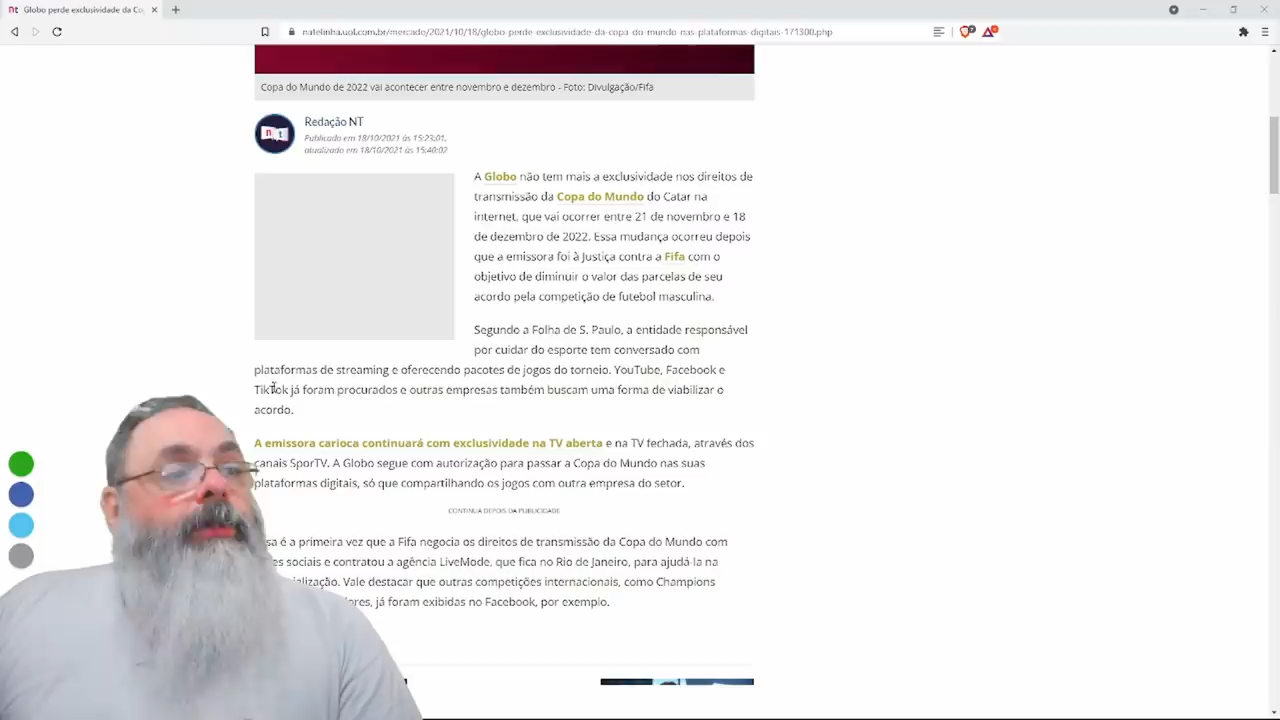 Globo perde exclusividade da Co
natelinha.uol.com.br/mercado/2021/10/18/globo-perde-exclusividade-da-copa-do-mundo-nas-plataformas-digitais-171300.php
Copa do Mundo de 2022 vai acontecer entre novembro e dezembro - Foto: Divulgação/Fifa
nt
Redação NT
Publicado em 18/10/2021 às 15:23:01,
atualizado em 18/10/2021 às 15:40:02
A Globo não tem mais a exclusividade nos direitos de
transmissão da Copa do Mundo do Catar na
internet, que vai ocorrer entre 21 de novembro e 18
de dezembro de 2022. Essa mudança ocorreu depois
que a emissora foi à Justiça contra a Fifa com o
objetivo de diminuir o valor das parcelas de seu
acordo pela competição de futebol masculina.
Segundo a Folha de S. Paulo, a entidade responsável
por cuidar do esporte tem conversado com
plataformas de streaming e oferecendo pacotes de jogos do torneio. YouTube, Facebook e
TikTok já foram procurados e outras empresas também buscam uma forma de viabilizar o
acordo.
A emissora carioca continuará com exclusividade na TV aberta e na TV fechada, através dos
canais SporTV. A Globo segue com autorização para passar a Copa do Mundo nas suas
plataformas digitais, só que compartilhando os jogos com outra empresa do setor.
CONTINUA DEPOIS DA PUBLICIDADE
é a primeira vez que a Fifa negocia os direitos de transmissão da Copa do Mundo com
sociais e contratou a agência LiveMode, que fica no Rio de Janeiro, para ajudá-la na
Vale destacar que outras competições internacionais, como Champions
já foram exibidas no Facebook, por exemplo.